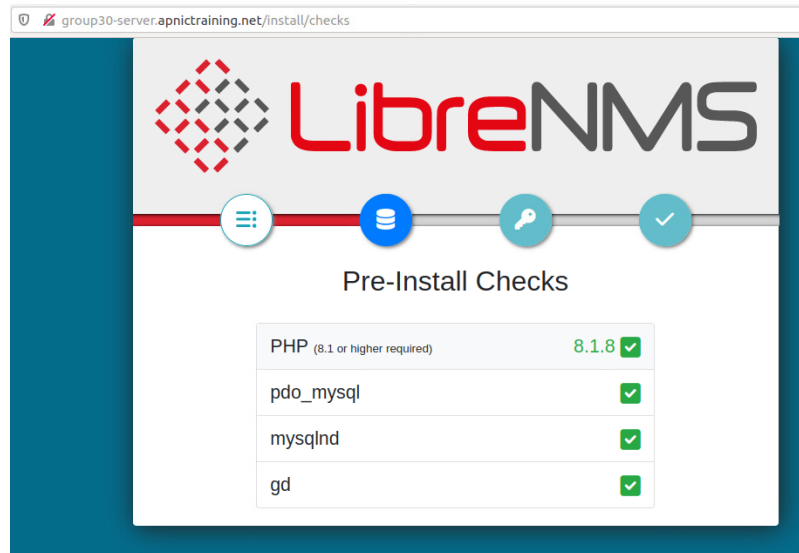 group30-server.apnictraining.net/install/checks
LibreNMS
Pre-Install Checks
PHP (8.1 or higher required) 8.1.8
pdo_mysql
mysqlnd
gd